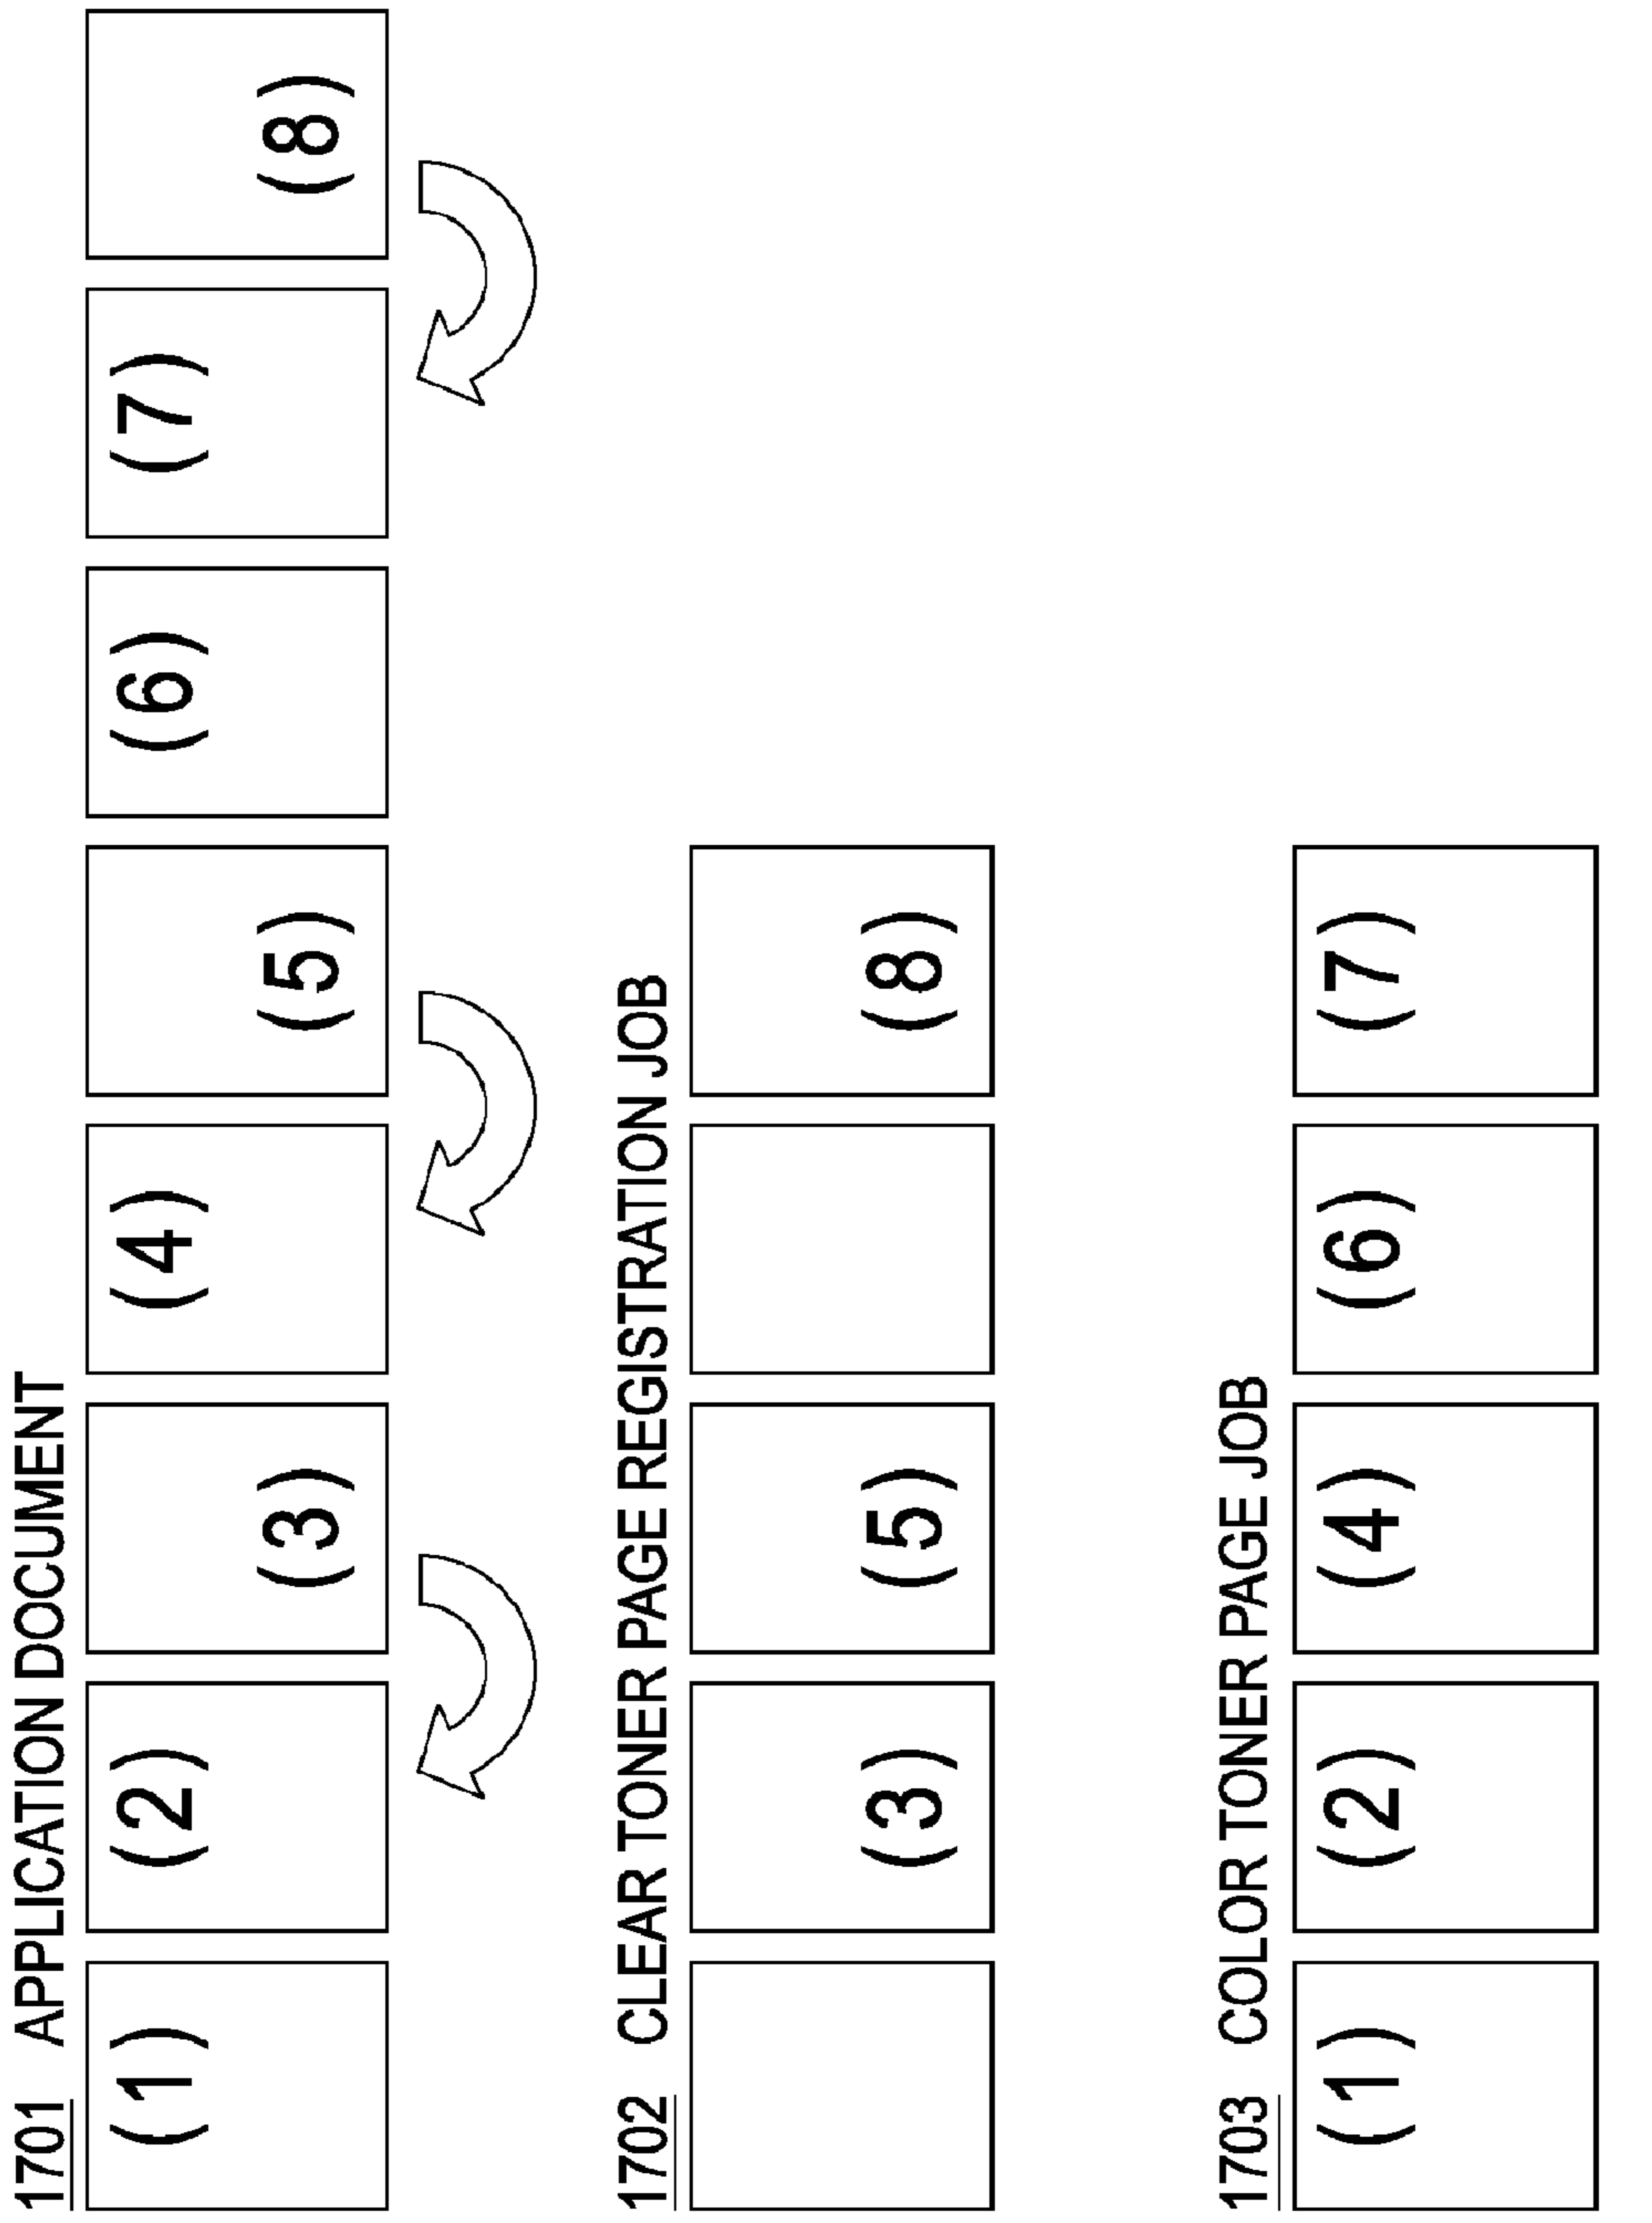 1701 APPLICATION DOCUMENT
(1) (2) (3) (4) (5) (6) (7) (8)
1702 CLEAR TONER PAGE REGISTRATION JOB
(3) (5) (8)
1703 COLOR TONER PAGE JOB
(1) (2) (4) (6) (7)